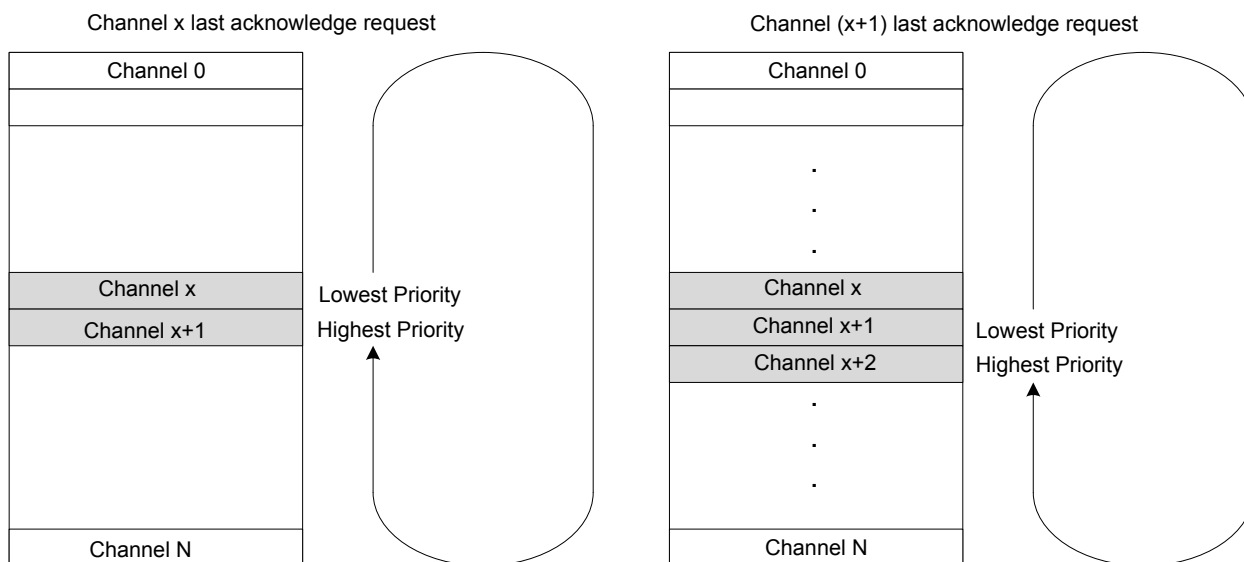 Channel x last acknowledge request
Channel 0
Channel x
Lowest Priority
Channel x+1
Highest Priority
Channel N
Channel (x+1) last acknowledge request
Channel 0
.
.
.
Channel x
Channel x+1
Lowest Priority
Channel x+2
Highest Priority
.
.
.
Channel N